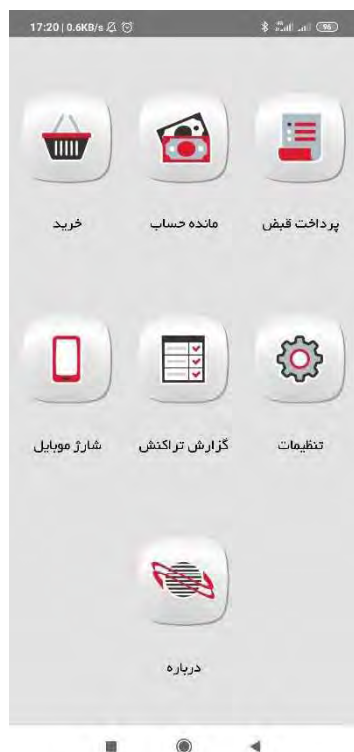 17:20 | 0.6KB/s
96
پرداخت قبض
مانده حساب
خرید
تنظیمات
گزارش تراکنش
شارژ موبایل
درباره